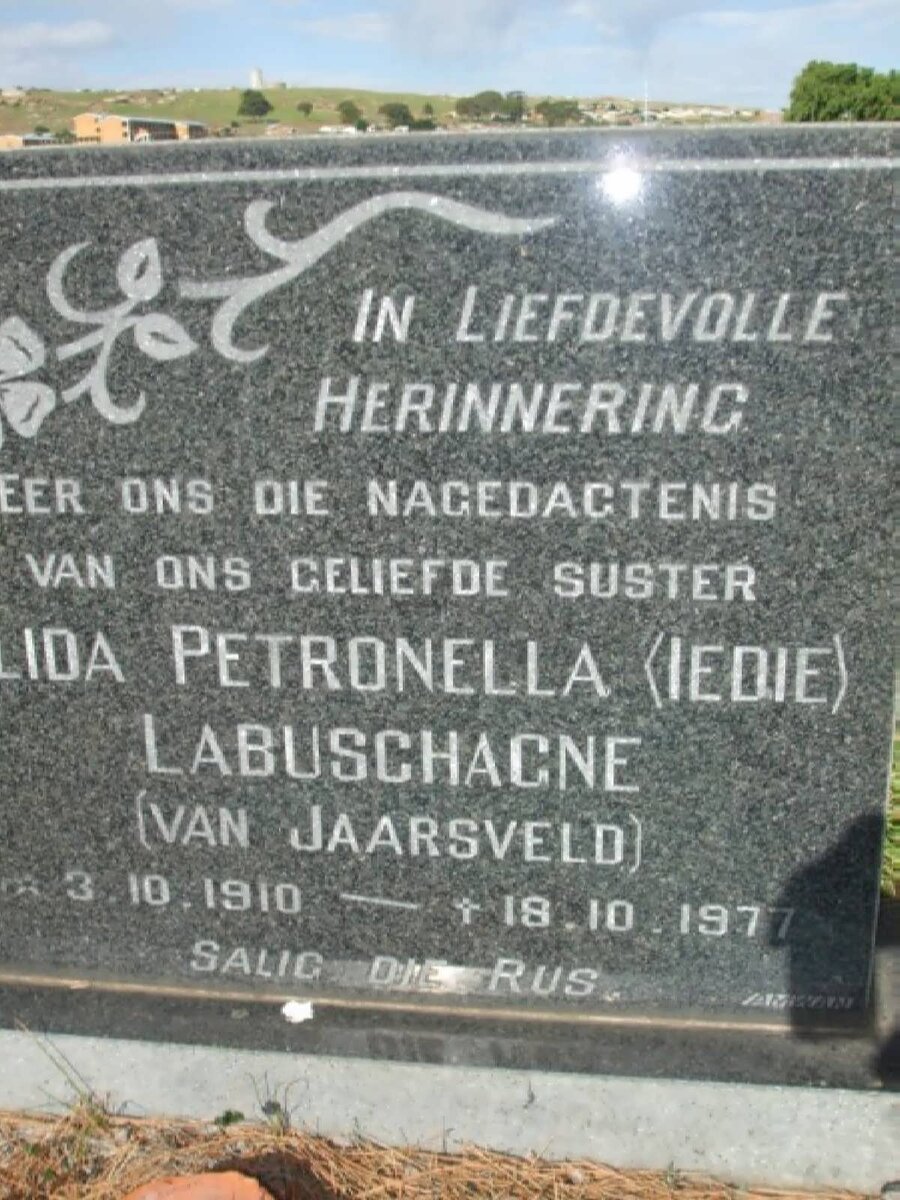 IN LIEFDEVOLLE
HERINNERING
EER ONS DIE NAGEDAGTENIS
VAN ONS GELIEFDE SUSTER
LIDA PETRONELLA (IEDIE)
LABUSCHAGNE
(VAN JAARSVELD)
3.10.1910 — † 18.10.1977
SALIG DIE RUS.